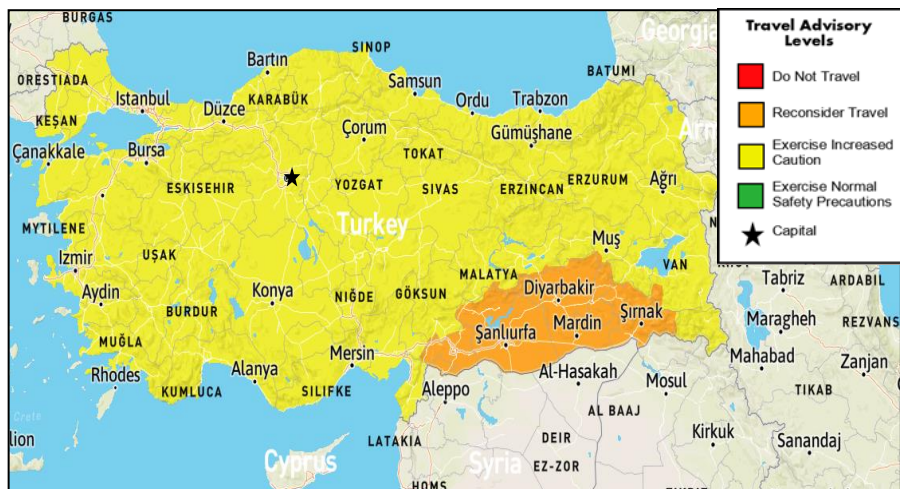 BURGAS
Georgia
SINOP
Bartın
BATUMI
ORESTIADA
Samsun
Istanbul
KARABÜK
Ordu
Trabzon
KEŞAN
Düzce
Çorum
Gümüşhane
Çanakkale
Bursa
TOKAT
ESKISEHIR
YOZGAT
SIVAS
ERZINCAN
ERZURUM
Ağrı
MYTILENE
Turkey
Muş
Izmir
UŞAK
VAN
MALATYA
Aydin
BURDUR
Konya
NIĞDE
GÖKSUN
Diyarbakir
MUĞLA
Şanlıurfa
Mardin
Şırnak
Rhodes
Alanya
Mersin
KUMLUCA
SILIFKE
Aleppo
Al-Hasakah
Mosul
Tabriz
ARDABIL
Maragheh
REZVANS
Mahabad
Zanjan
TIKAB
Crete
AL BAAJ
lion
LATAKIA
DEIR
EZ-ZOR
Kirkuk
Sanandaj
Cyprus
Syria
HOMS
Travel Advisory
Levels
Do Not Travel
Reconsider Travel
Exercise Increased
Caution
Exercise Normal
Safety Precautions
Capital